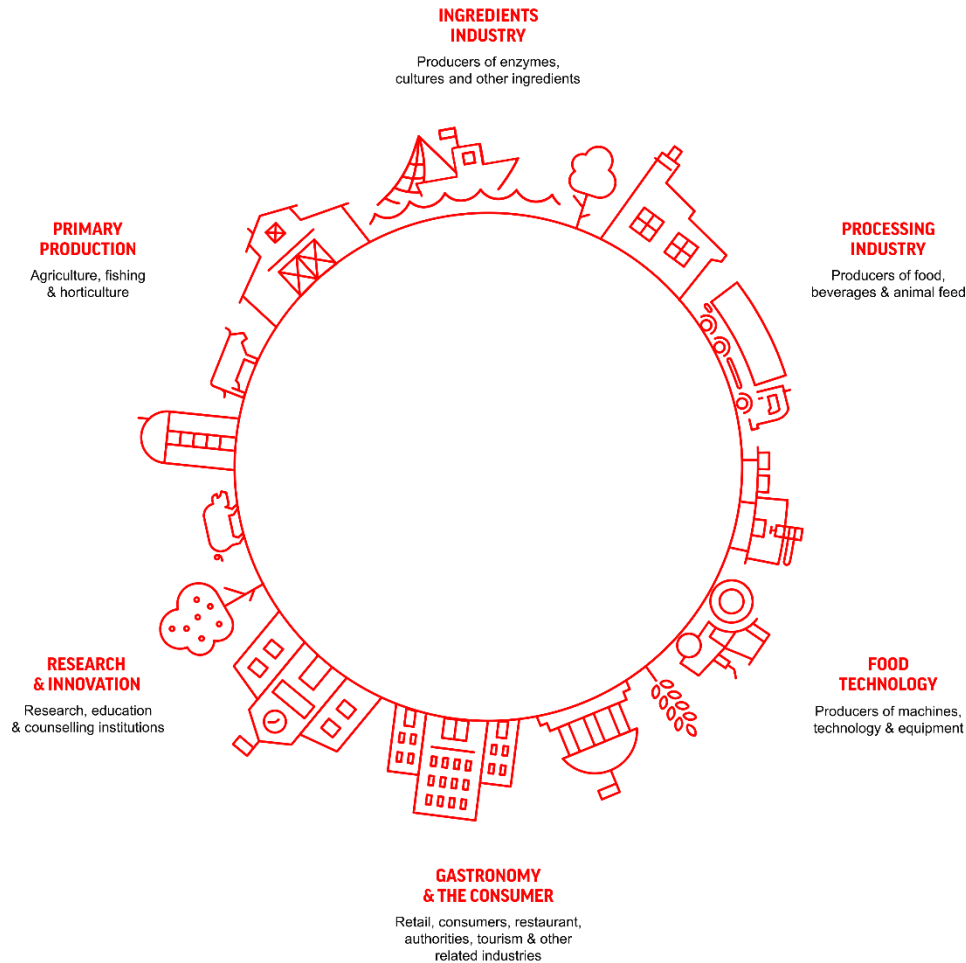 INGREDIENTS
INDUSTRY
Producers of enzymes,
cultures and other ingredients
PRIMARY
PRODUCTION
Agriculture, fishing
& horticulture
PROCESSING
INDUSTRY
Producers of food,
beverages & animal feed
RESEARCH
& INNOVATION
Research, education
& counselling institutions
FOOD
TECHNOLOGY
Producers of machines,
technology & equipment
GASTRONOMY
& THE CONSUMER
Retail, consumers, restaurant,
authorities, tourism & other
related industries